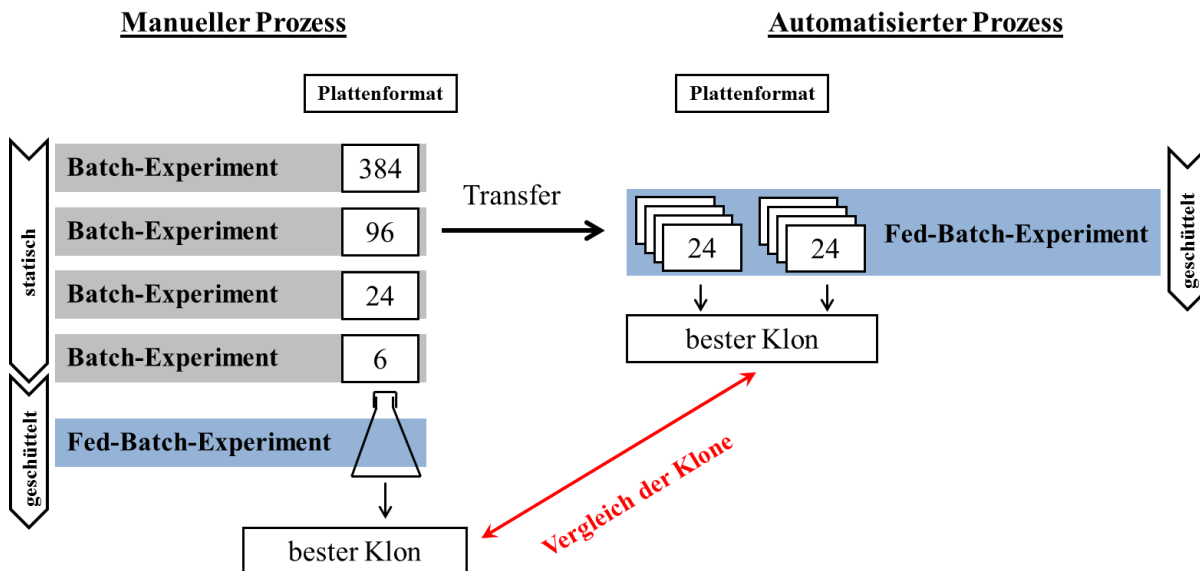 Manueller Prozess
Automatisierter Prozess
Plattenformat
Plattenformat
statisch
Batch-Experiment 384
Batch-Experiment 96
Batch-Experiment 24
Batch-Experiment 6
geschüttelt
Fed-Batch-Experiment
bester Klon
Transfer
24 24 Fed-Batch-Experiment
geschüttelt
bester Klon
Vergleich der Klone